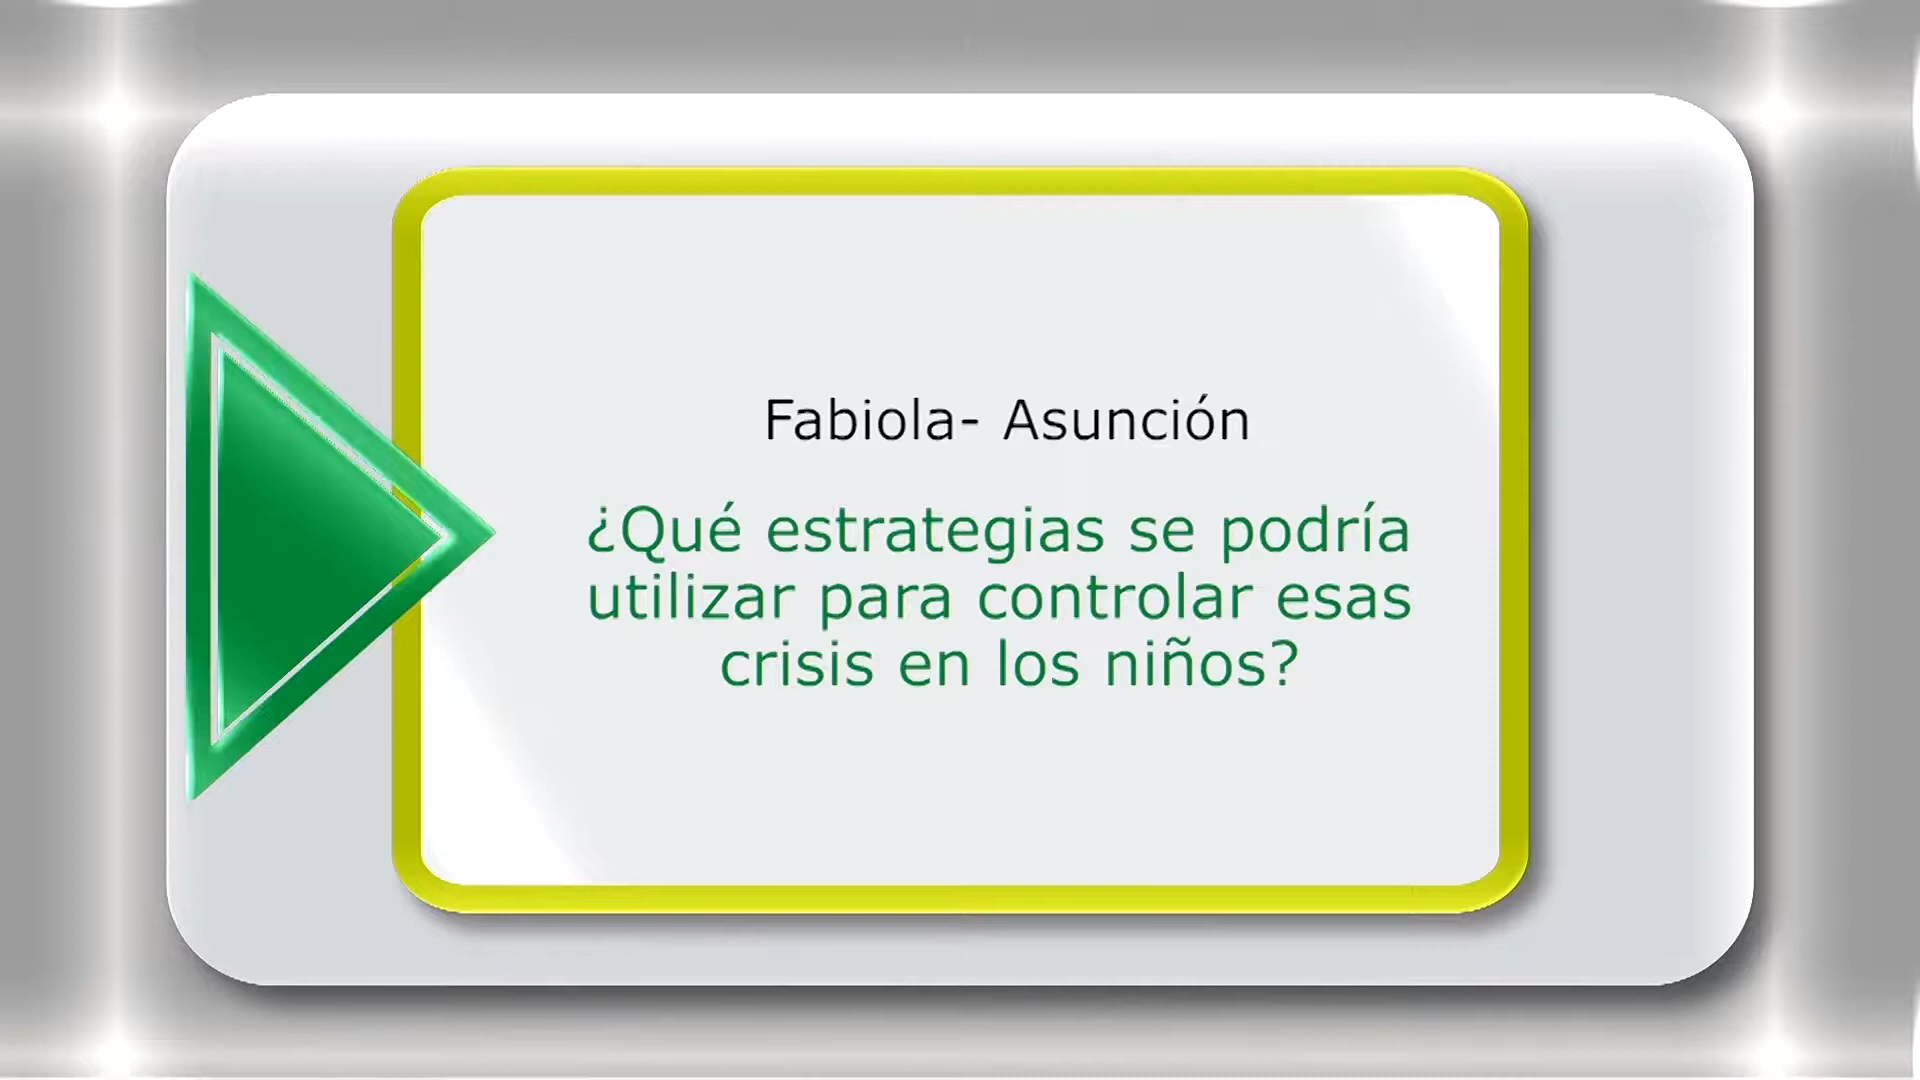 Fabiola- Asunción
¿Qué estrategias se podría
utilizar para controlar esas
crisis en los niños?